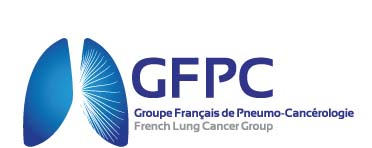 GFPC
Groupe Français de Pneumo-Cancérologie
French Lung Cancer Group